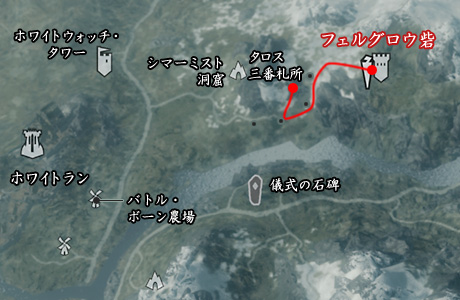 ホワイトウォッチ・
タワー
シマーミスト
洞窟
タロス
三番札所
フェルグロウ砦
ホワイトラン
バトル・
ボーン農場
儀式の石碑